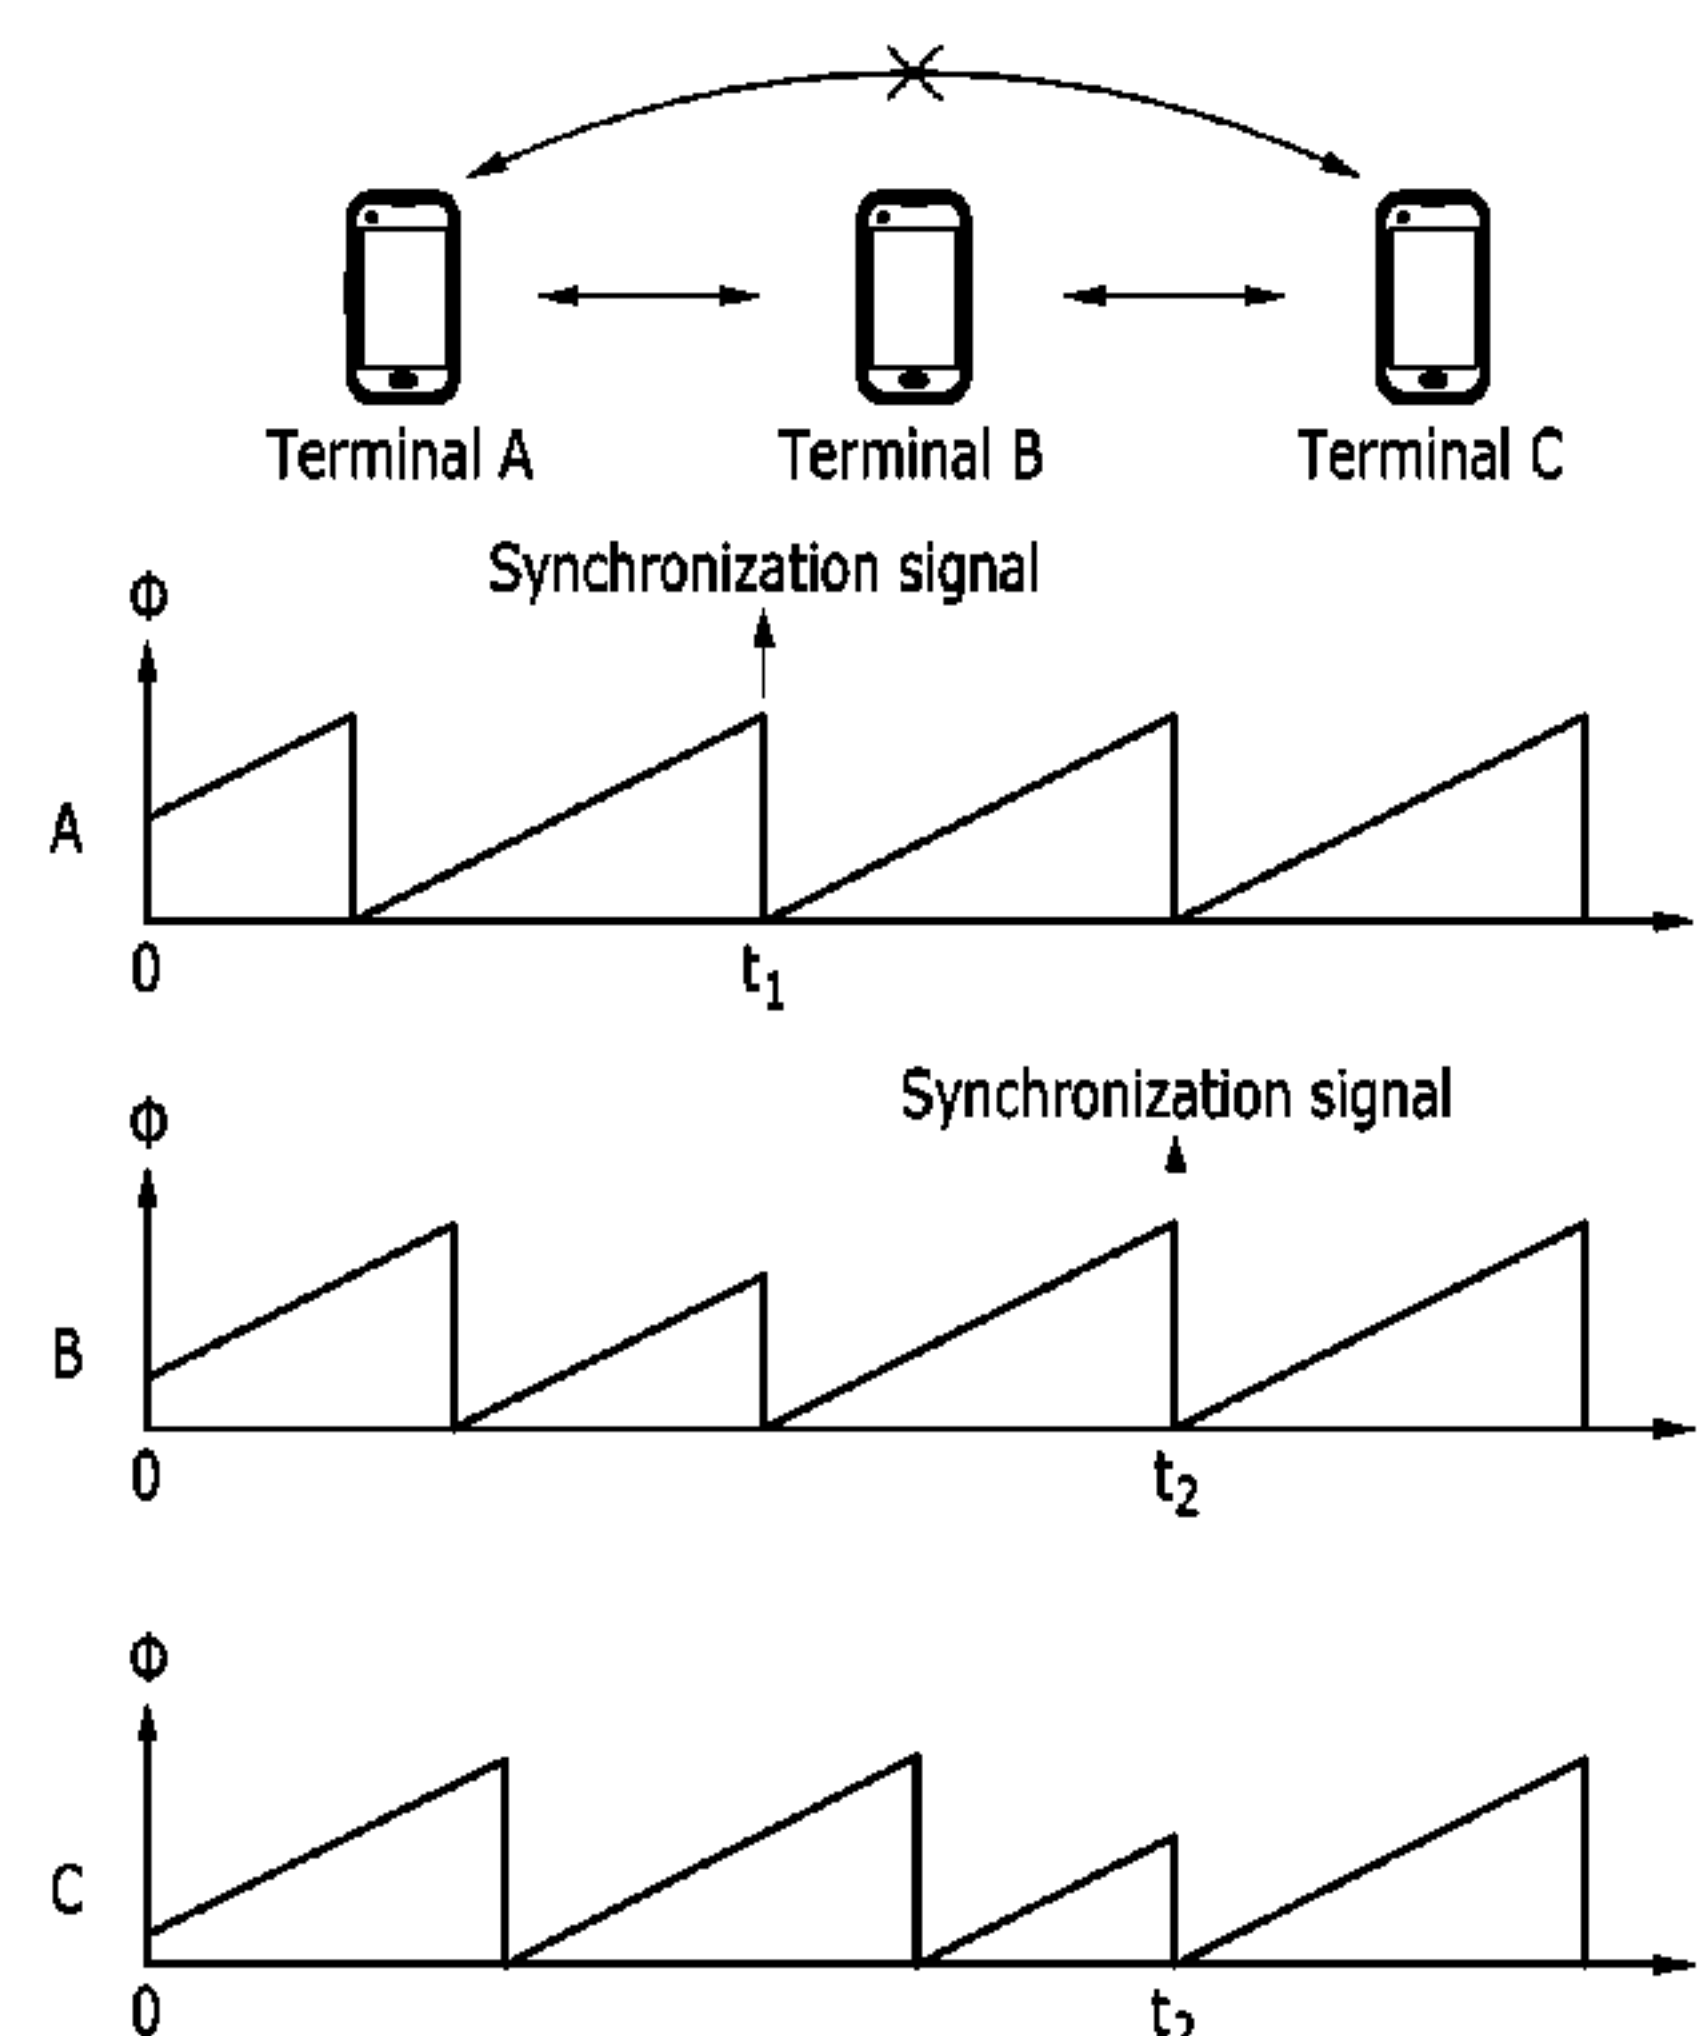 Terminal A Terminal B Terminal C
Synchronization signal
Φ
A
0 t₁
Synchronization signal
Φ
B
0 t₂
Φ
C
0 t₂